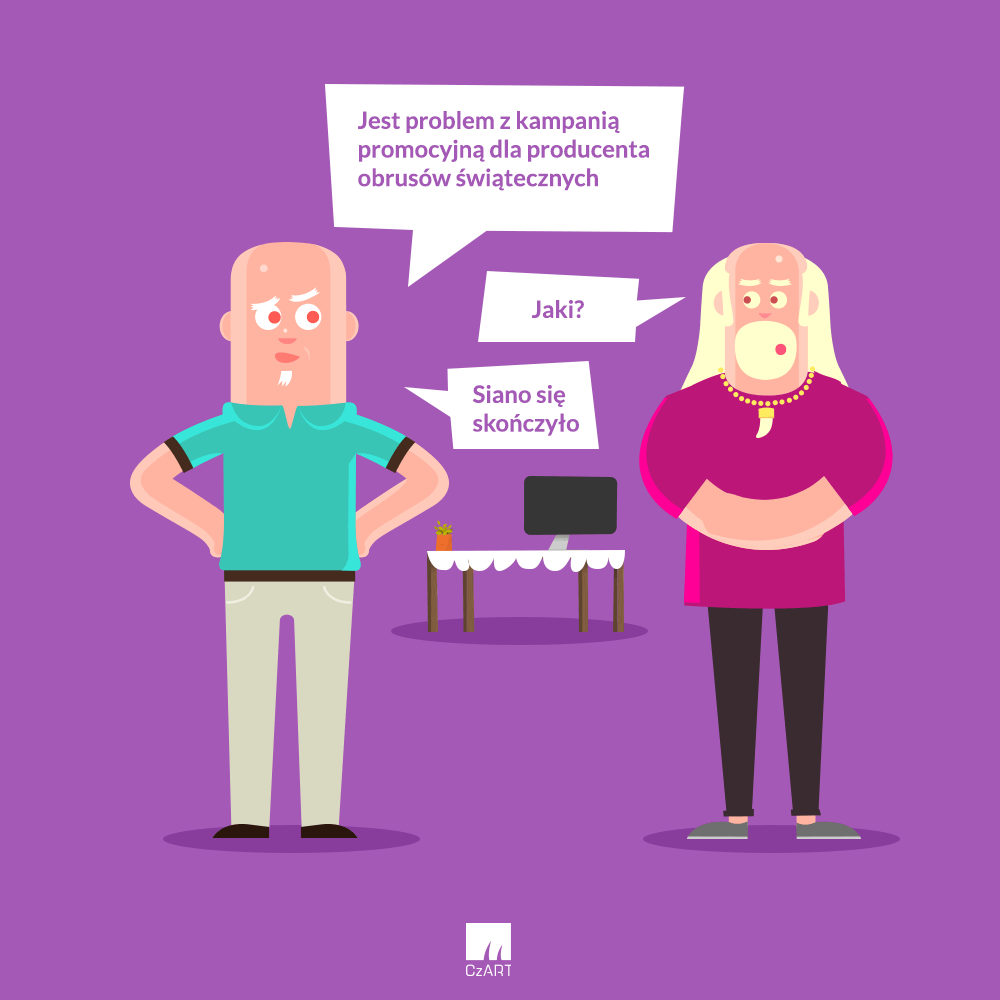 Jest problem z kampanią
promocyjną dla producenta
obrusów świątecznych
Jaki?
Siano się
skończyło
CzART